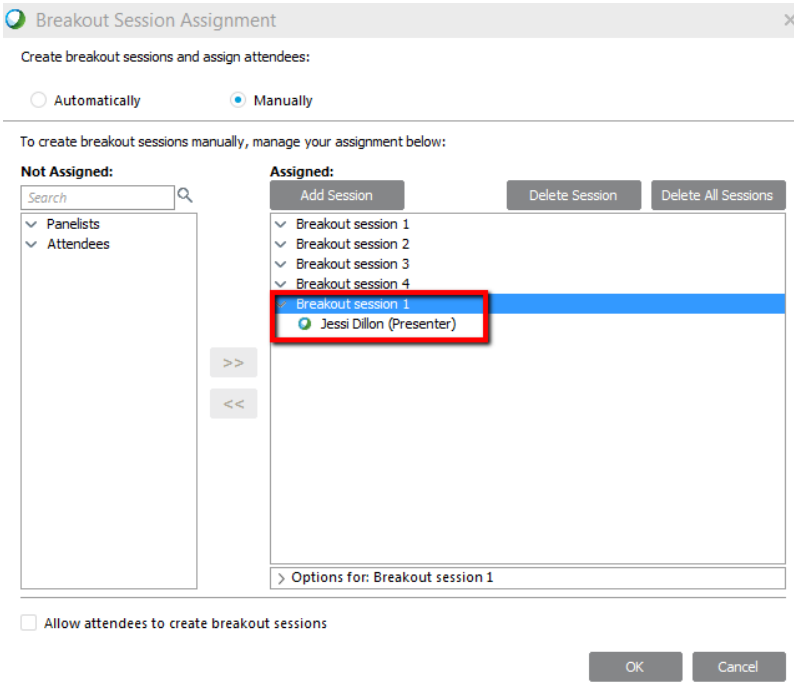 Breakout Session Assignment
Create breakout sessions and assign attendees:
Automatically
Manually
To create breakout sessions manually, manage your assignment below:
Not Assigned:
Assigned:
Search
Add Session
Delete Session
Delete All Sessions
Panelists
Attendees
Breakout session 1
Breakout session 2
Breakout session 3
Breakout session 4
Breakout session 1
Jessi Dillon (Presenter)
>>
<<
Options for: Breakout session 1
Allow attendees to create breakout sessions
OK
Cancel